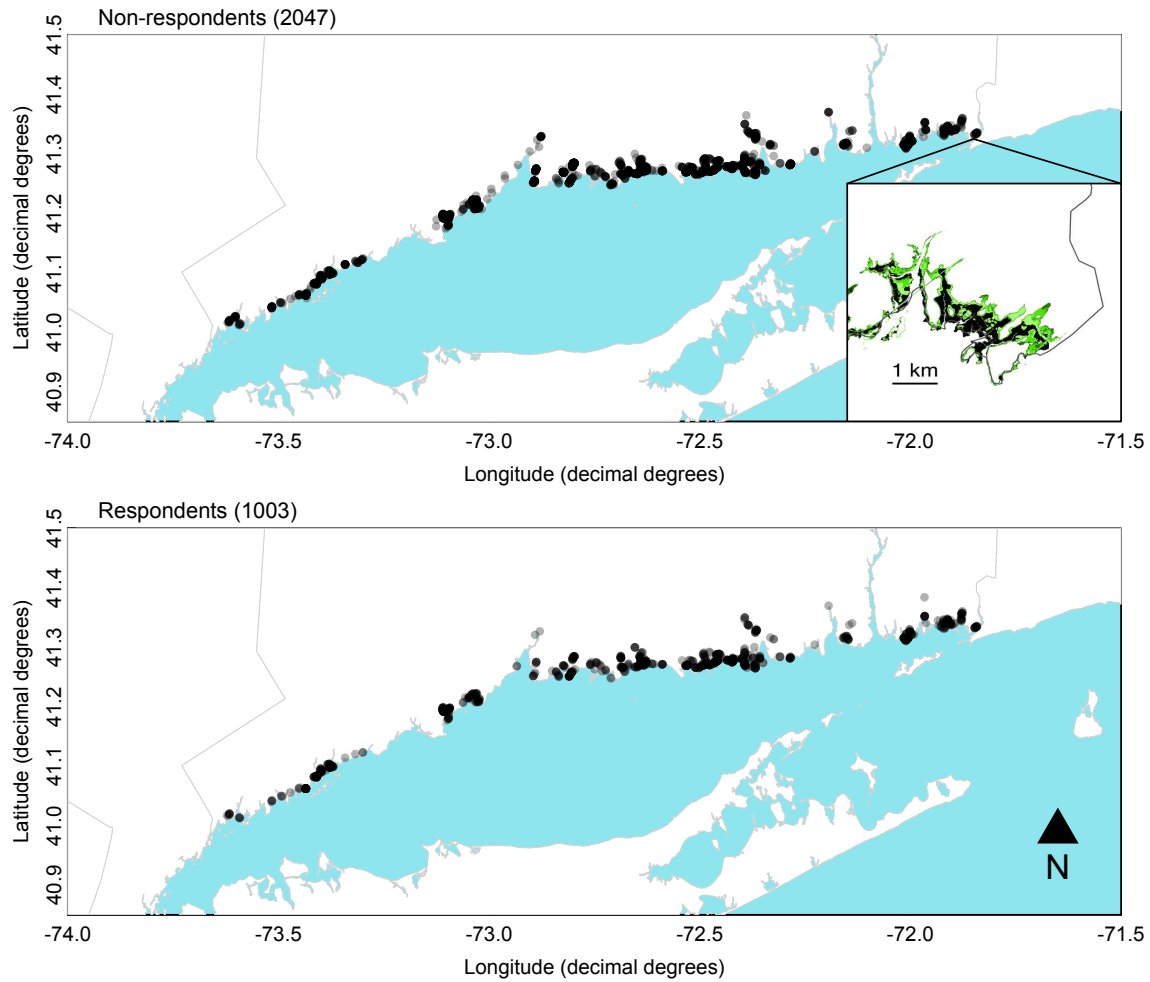 Non-respondents (2047)
Latitude (decimal degrees)
41.5
41.4
41.3
41.2
41.1
41.0
40.9
1 km
-74.0 -73.5 -73.0 -72.5 -72.0 -71.5
Longitude (decimal degrees)
Respondents (1003)
Latitude (decimal degrees)
41.5
41.4
41.3
41.2
41.1
41.0
40.9
N
-74.0 -73.5 -73.0 -72.5 -72.0 -71.5
Longitude (decimal degrees)